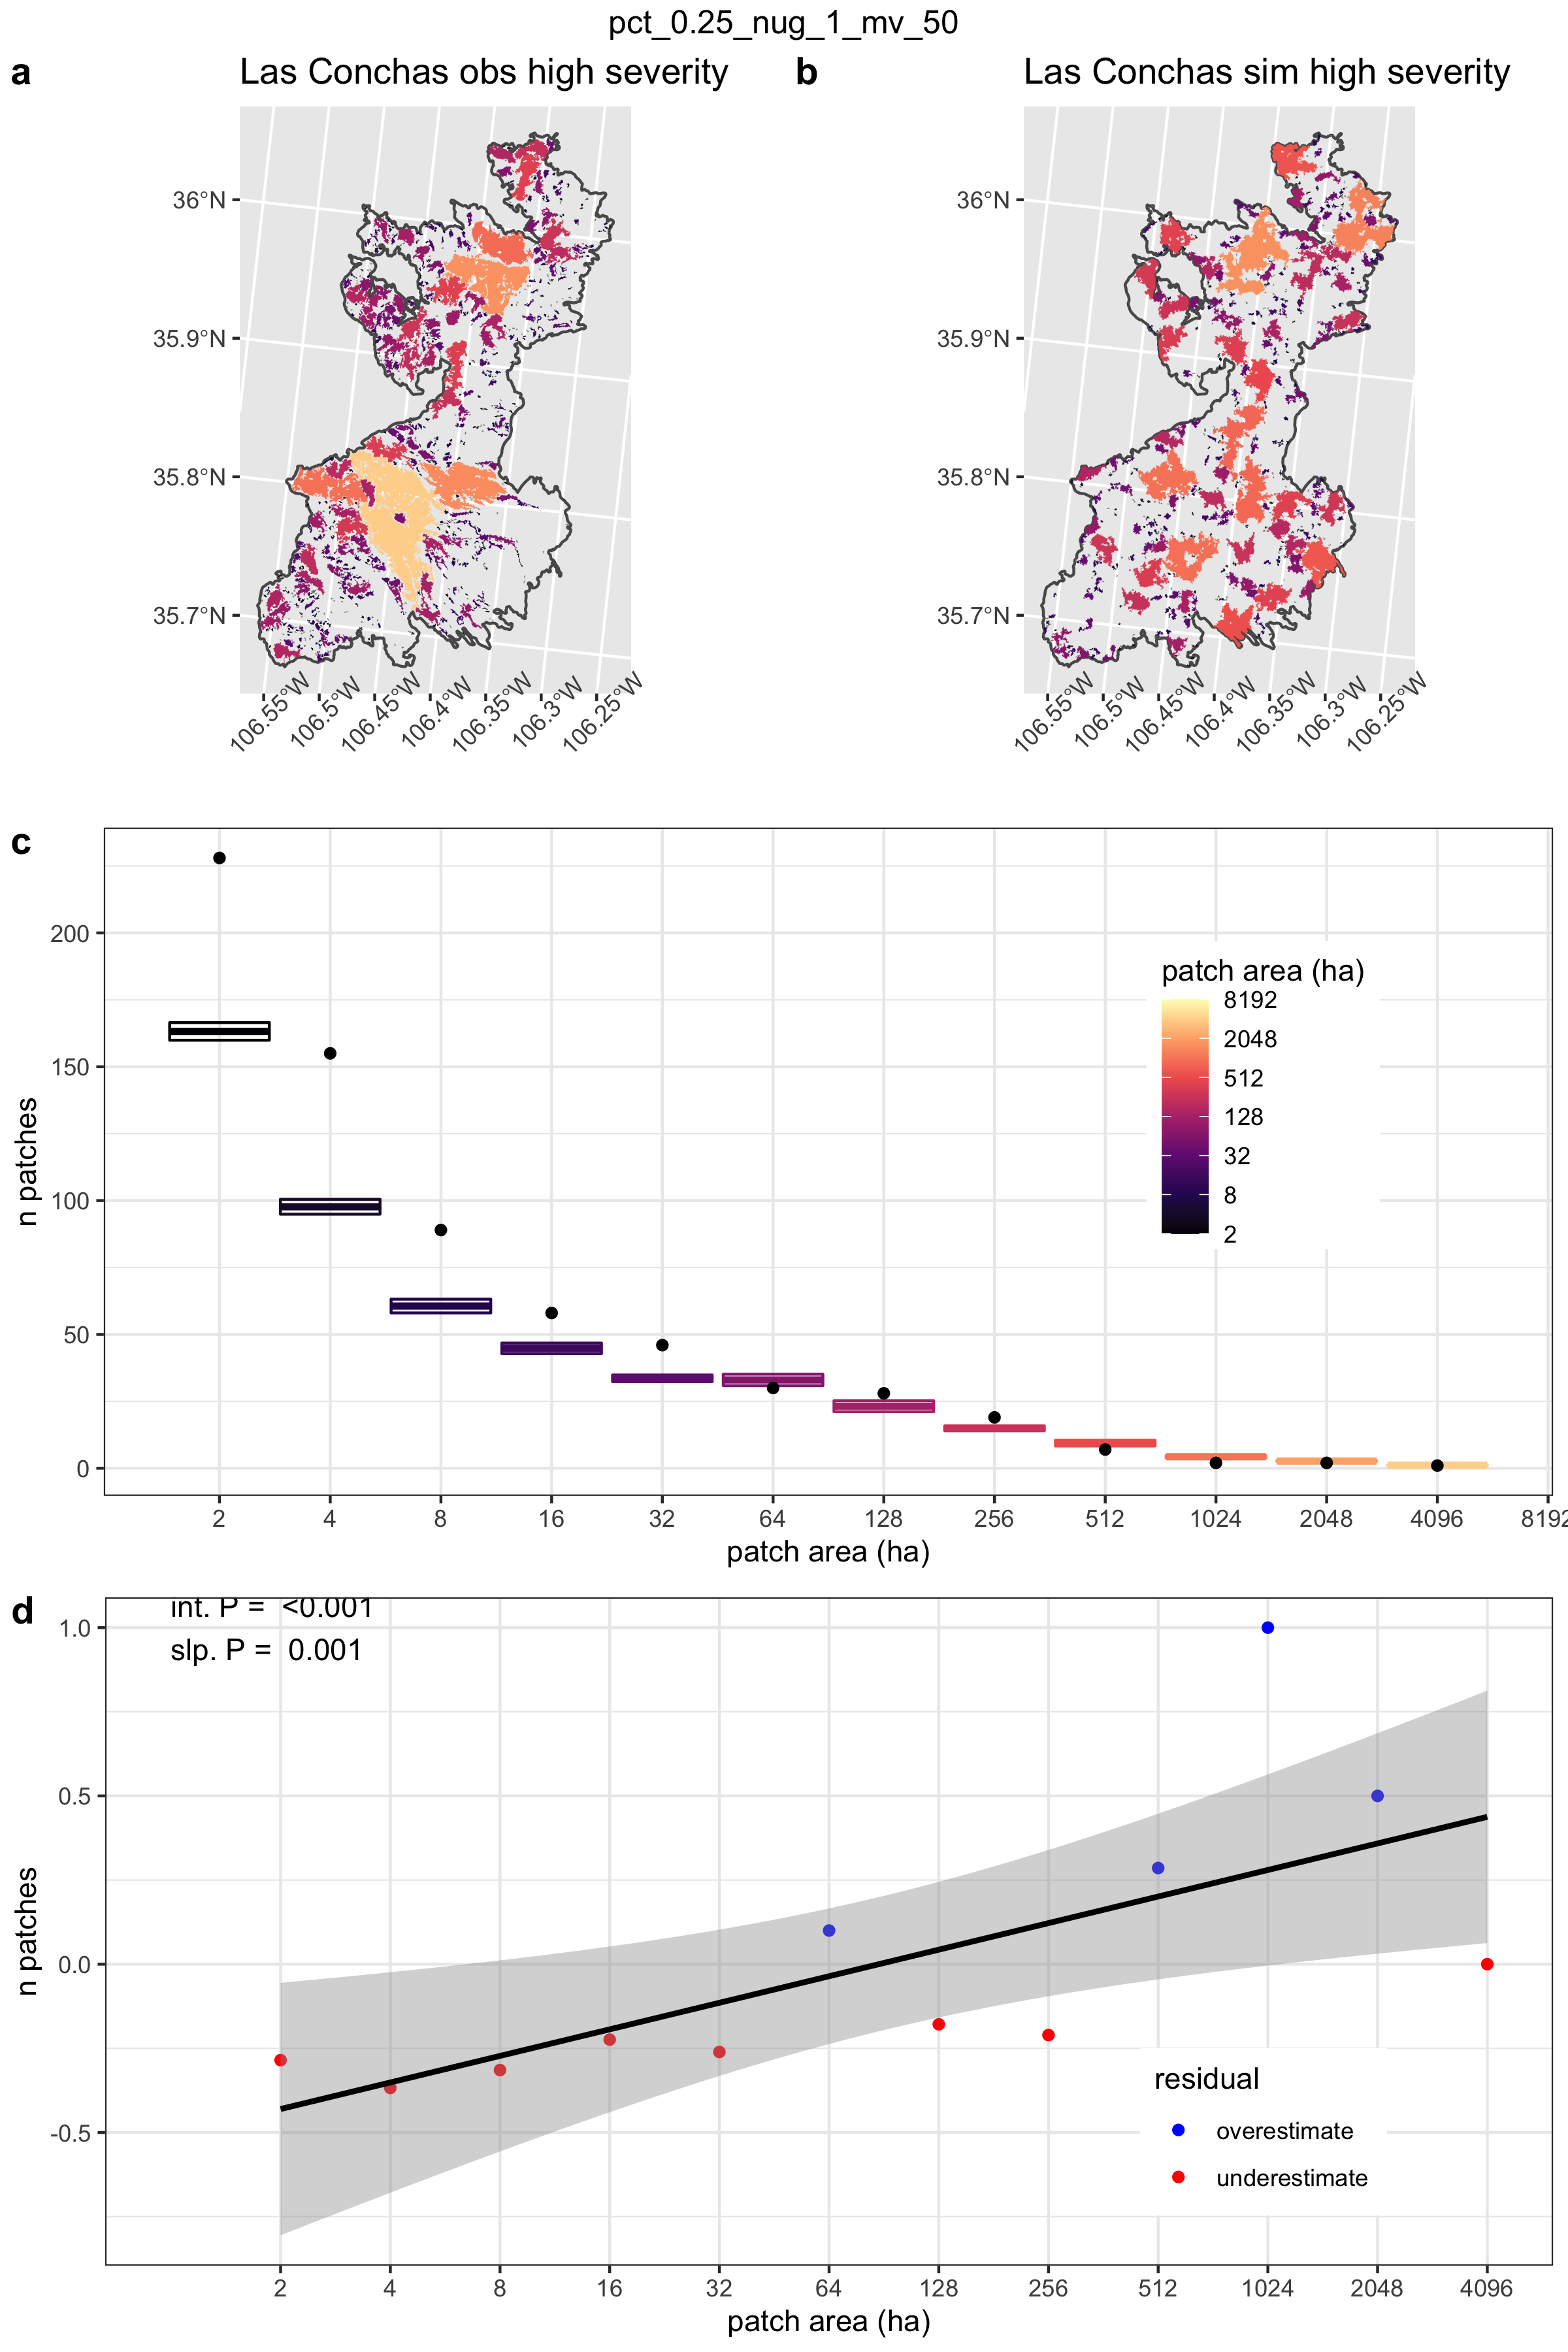 pct_0.25_nug_1_mv_50
a
Las Conchas obs high severity
36°N
35.9°N
35.8°N
35.7°N
106.55°W
106.5°W
106.45°W
106.4°W
106.35°W
106.3°W
106.25°W
b
Las Conchas sim high severity
36°N
35.9°N
35.8°N
35.7°N
106.55°W
106.5°W
106.45°W
106.4°W
106.35°W
106.3°W
106.25°W
c
n patches
200
150
100
50
0
patch area (ha)
8192
2048
512
128
32
8
2
2 4 8 16 32 64 128 256 512 1024 2048 4096 8192
patch area (ha)
d
int. P = <0.001
slp. P = 0.001
n patches
1.0
0.5
0.0
-0.5
residual
overestimate
underestimate
2 4 8 16 32 64 128 256 512 1024 2048 4096
patch area (ha)